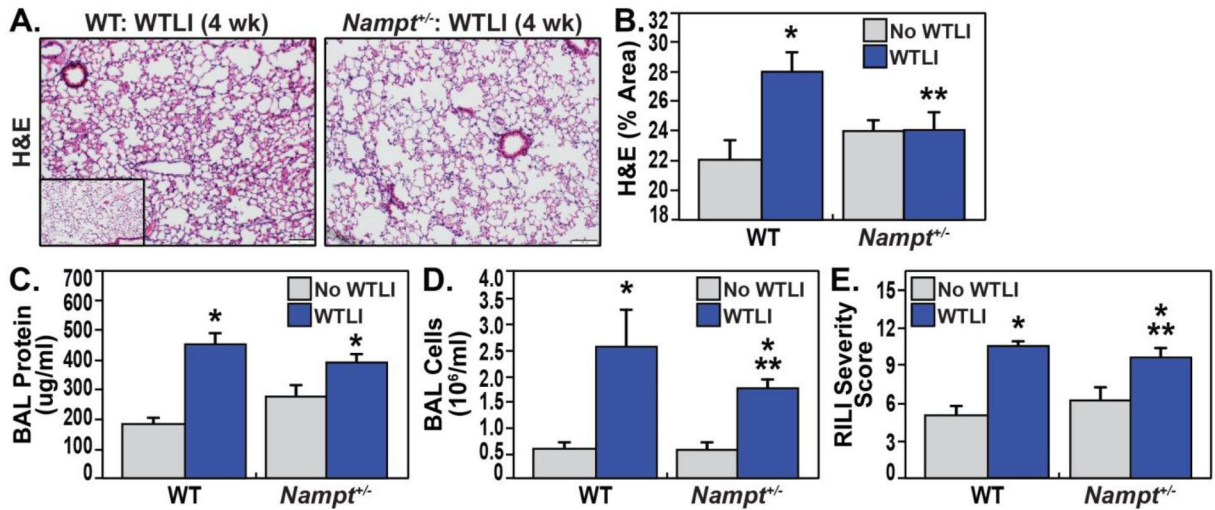 A. WT: WTLI (4 wk) Nampt+/-: WTLI (4 wk)
H&E
B.
H&E (% Area)
32
30
28
26
24
22
20
18
No WTLI
WTLI
*
**
WT Nampt+/-
C.
BAL Protein
(ug/ml)
700
600
500
450
400
300
200
100
0
No WTLI
WTLI
*
*
WT Nampt+/-
D.
BAL Cells
(10⁶/ml)
4.0
3.5
3.0
2.5
2.0
1.5
1.0
0.5
0
No WTLI
WTLI
*
*
**
WT Nampt+/-
E.
RILI Severity
Score
15
12
9
6
3
0
No WTLI
WTLI
*
*
**
WT Nampt+/-